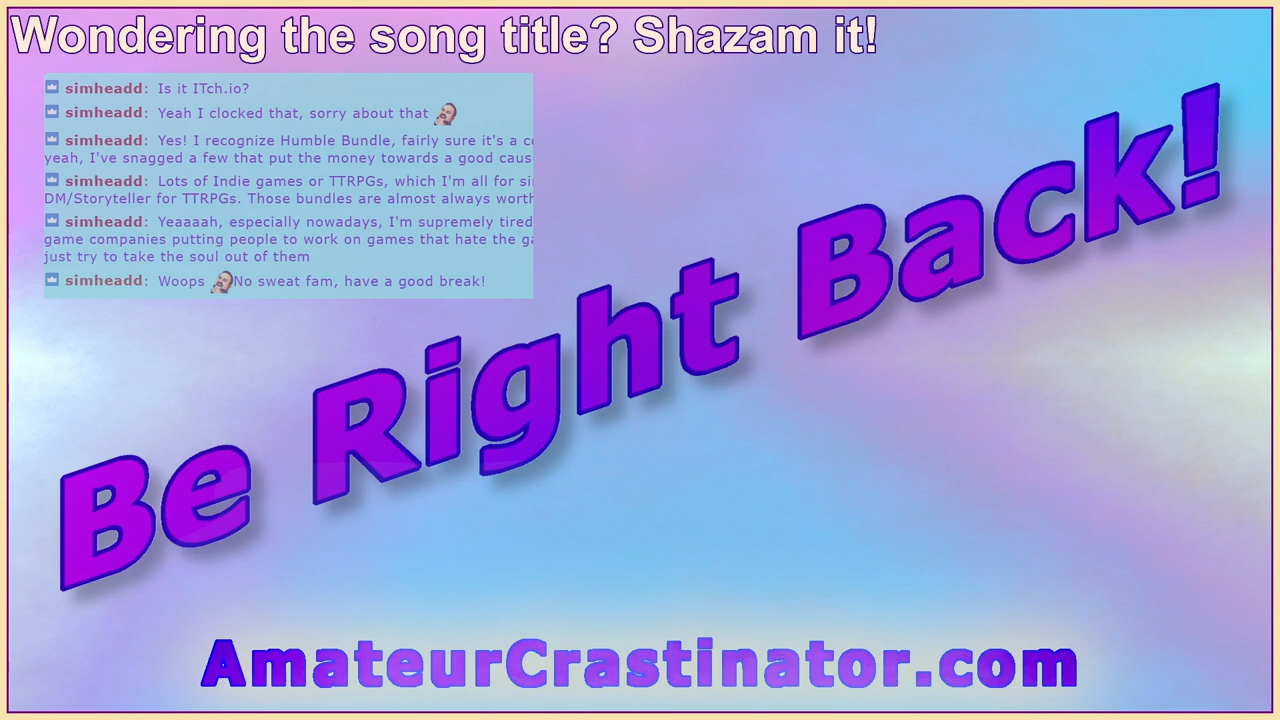 Wondering the song title? Shazam it!
simheadd: Is it ITch.io?
simheadd: Yeah I clocked that, sorry about that
simheadd: Yes! I recognize Humble Bundle, fairly sure it's a
yeah, I've snagged a few that put the money towards a good
simheadd: Lots of Indie games or TTRPGs, which I'm all for
DM/Storyteller for TTRPGs. Those bundles are almost always
simheadd: Yeaaaah, especially nowadays, I'm supremely tired
game companies putting people to work on games that hate the
just try to take the soul out of them
simheadd: Woops No sweat fam, have a good break!
Be Right Back!
AmateurCrastinator.com